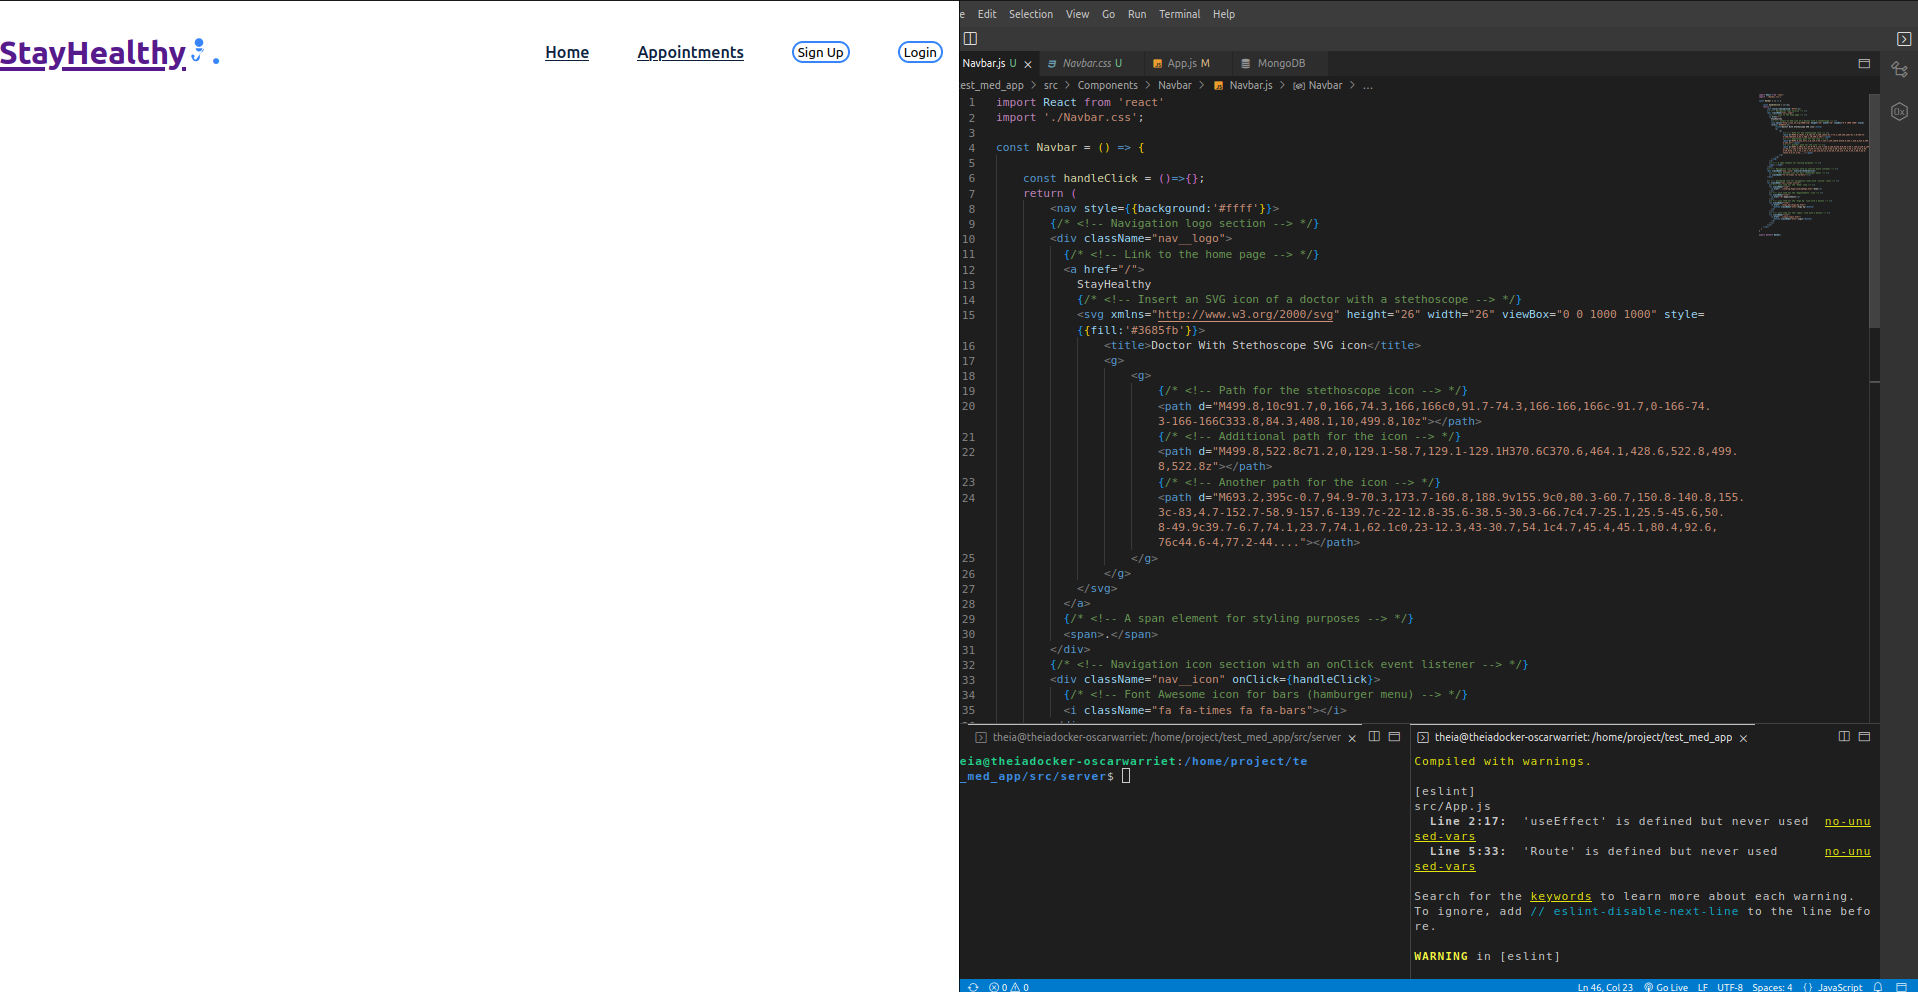 StayHealthy .
Home Appointments Sign Up Login
e Edit Selection View Go Run Terminal Help
Navbar.js U × Navbar.css U App.js M MongoDB
est_med_app > src > Components > Navbar > Navbar.js > Navbar > ...
1 import React from 'react'
2 import './Navbar.css';
3
4 const Navbar = () => {
5
6 const handleClick = ()=>{};
7 return (
8 <nav style={{background:'#ffff'}}>
9 {/* <!-- Navigation logo section --> */}
10 <div className="nav__logo">
11 {/* <!-- Link to the home page --> */}
12 <a href="/">
13 StayHealthy
14 {/* <!-- Insert an SVG icon of a doctor with a stethoscope --> */}
15 <svg xmlns="http://www.w3.org/2000/svg" height="26" width="26" viewBox="0 0 1000 1000" style=
{{fill:'#3685fb'}}>
16 <title>Doctor With Stethoscope SVG icon</title>
17 <g>
18 <g>
19 {/* <!-- Path for the stethoscope icon --> */}
20 <path d="M499.8,10c91.7,0,166,74.3,166,166c0,91.7-74.3,166-166,166c-91.7,0-166-74.
3-166-166C333.8,84.3,408.1,10,499.8,10z"></path>
21 {/* <!-- Additional path for the icon --> */}
22 <path d="M499.8,522.8c71.2,0,129.1-58.7,129.1-129.1H370.6C370.6,464.1,428.6,522.8,499.
8,522.8z"></path>
23 {/* <!-- Another path for the icon --> */}
24 <path d="M693.2,395c-0.7,94.9-70.3,173.7-160.8,188.9v155.9c0,80.3-60.7,150.8-140.8,155.
3c-83,4.7-152.7-58.9-157.6-139.7c-22-12.8-35.6-38.5-30.3-66.7c4.7-25.1,25.5-45.6,50.
8-49.9c39.7-6.7,74.1,23.7,74.1,62.1c0,23-12.3,43-30.7,54.1c4.7,45.4,45.1,80.4,92.6,
76c44.6-4,77.2-44...."></path>
25 </g>
26 </g>
27 </svg>
28 </a>
29 {/* <!-- A span element for styling purposes --> */}
30 <span>.</span>
31 </div>
32 {/* <!-- Navigation icon section with an onClick event listener --> */}
33 <div className="nav__icon" onClick={handleClick}>
34 {/* <!-- Font Awesome icon for bars (hamburger menu) --> */}
35 <i className="fa fa-times fa fa-bars"></i>
theia@theiadocker-oscarwarriet: /home/project/test_med_app/src/server ×
eia@theiadocker-oscarwarriet:/home/project/te
_med_app/src/server$
theia@theiadocker-oscarwarriet: /home/project/test_med_app ×
Compiled with warnings.
[eslint]
src/App.js
Line 2:17: 'useEffect' is defined but never used no-unu
sed-vars
Line 5:33: 'Route' is defined but never used no-unu
sed-vars
Search for the keywords to learn more about each warning.
To ignore, add // eslint-disable-next-line to the line befo
re.
WARNING in [eslint]
0 0 Ln 46, Col 23 Go Live LF UTF-8 Spaces: 4 {} JavaScript